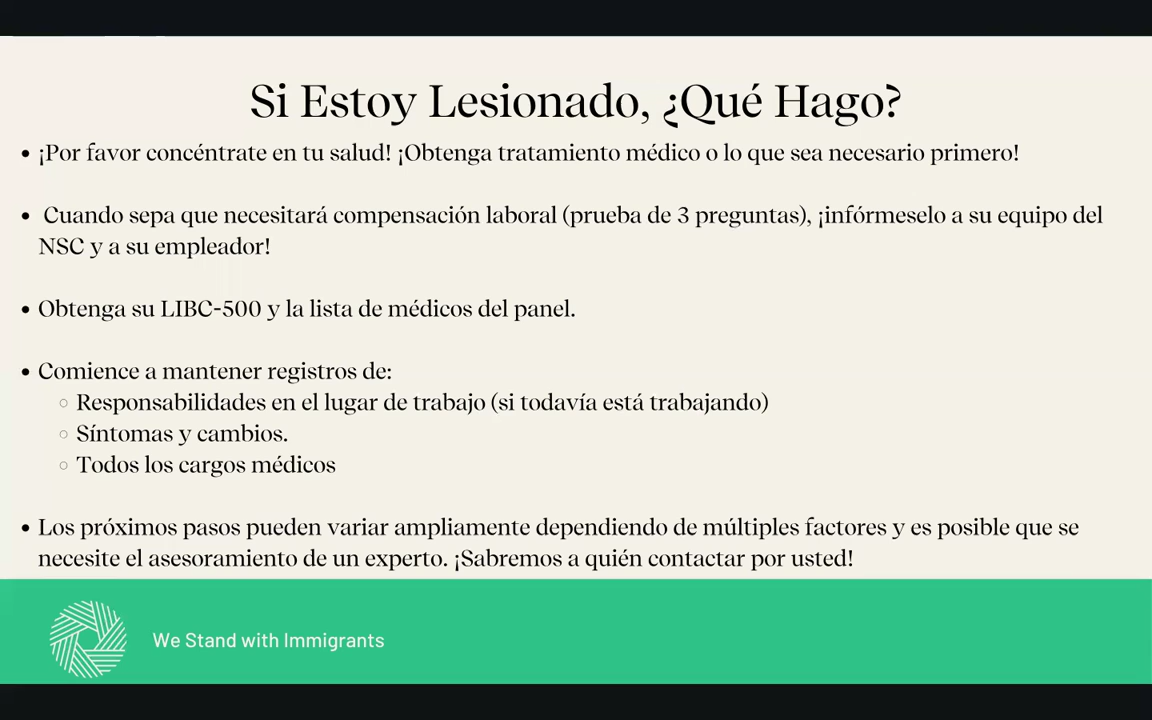 Si Estoy Lesionado, ¿Qué Hago?
• ¡Por favor concéntrate en tu salud! ¡Obtenga tratamiento médico o lo que sea necesario primero!
• Cuando sepa que necesitará compensación laboral (prueba de 3 preguntas), ¡infórmeselo a su equipo del
NSC y a su empleador!
• Obtenga su LIBC-500 y la lista de médicos del panel.
• Comience a mantener registros de:
○ Responsabilidades en el lugar de trabajo (si todavía está trabajando)
○ Síntomas y cambios.
○ Todos los cargos médicos
• Los próximos pasos pueden variar ampliamente dependiendo de múltiples factores y es posible que se
necesite el asesoramiento de un experto. ¡Sabremos a quién contactar por usted!
We Stand with Immigrants